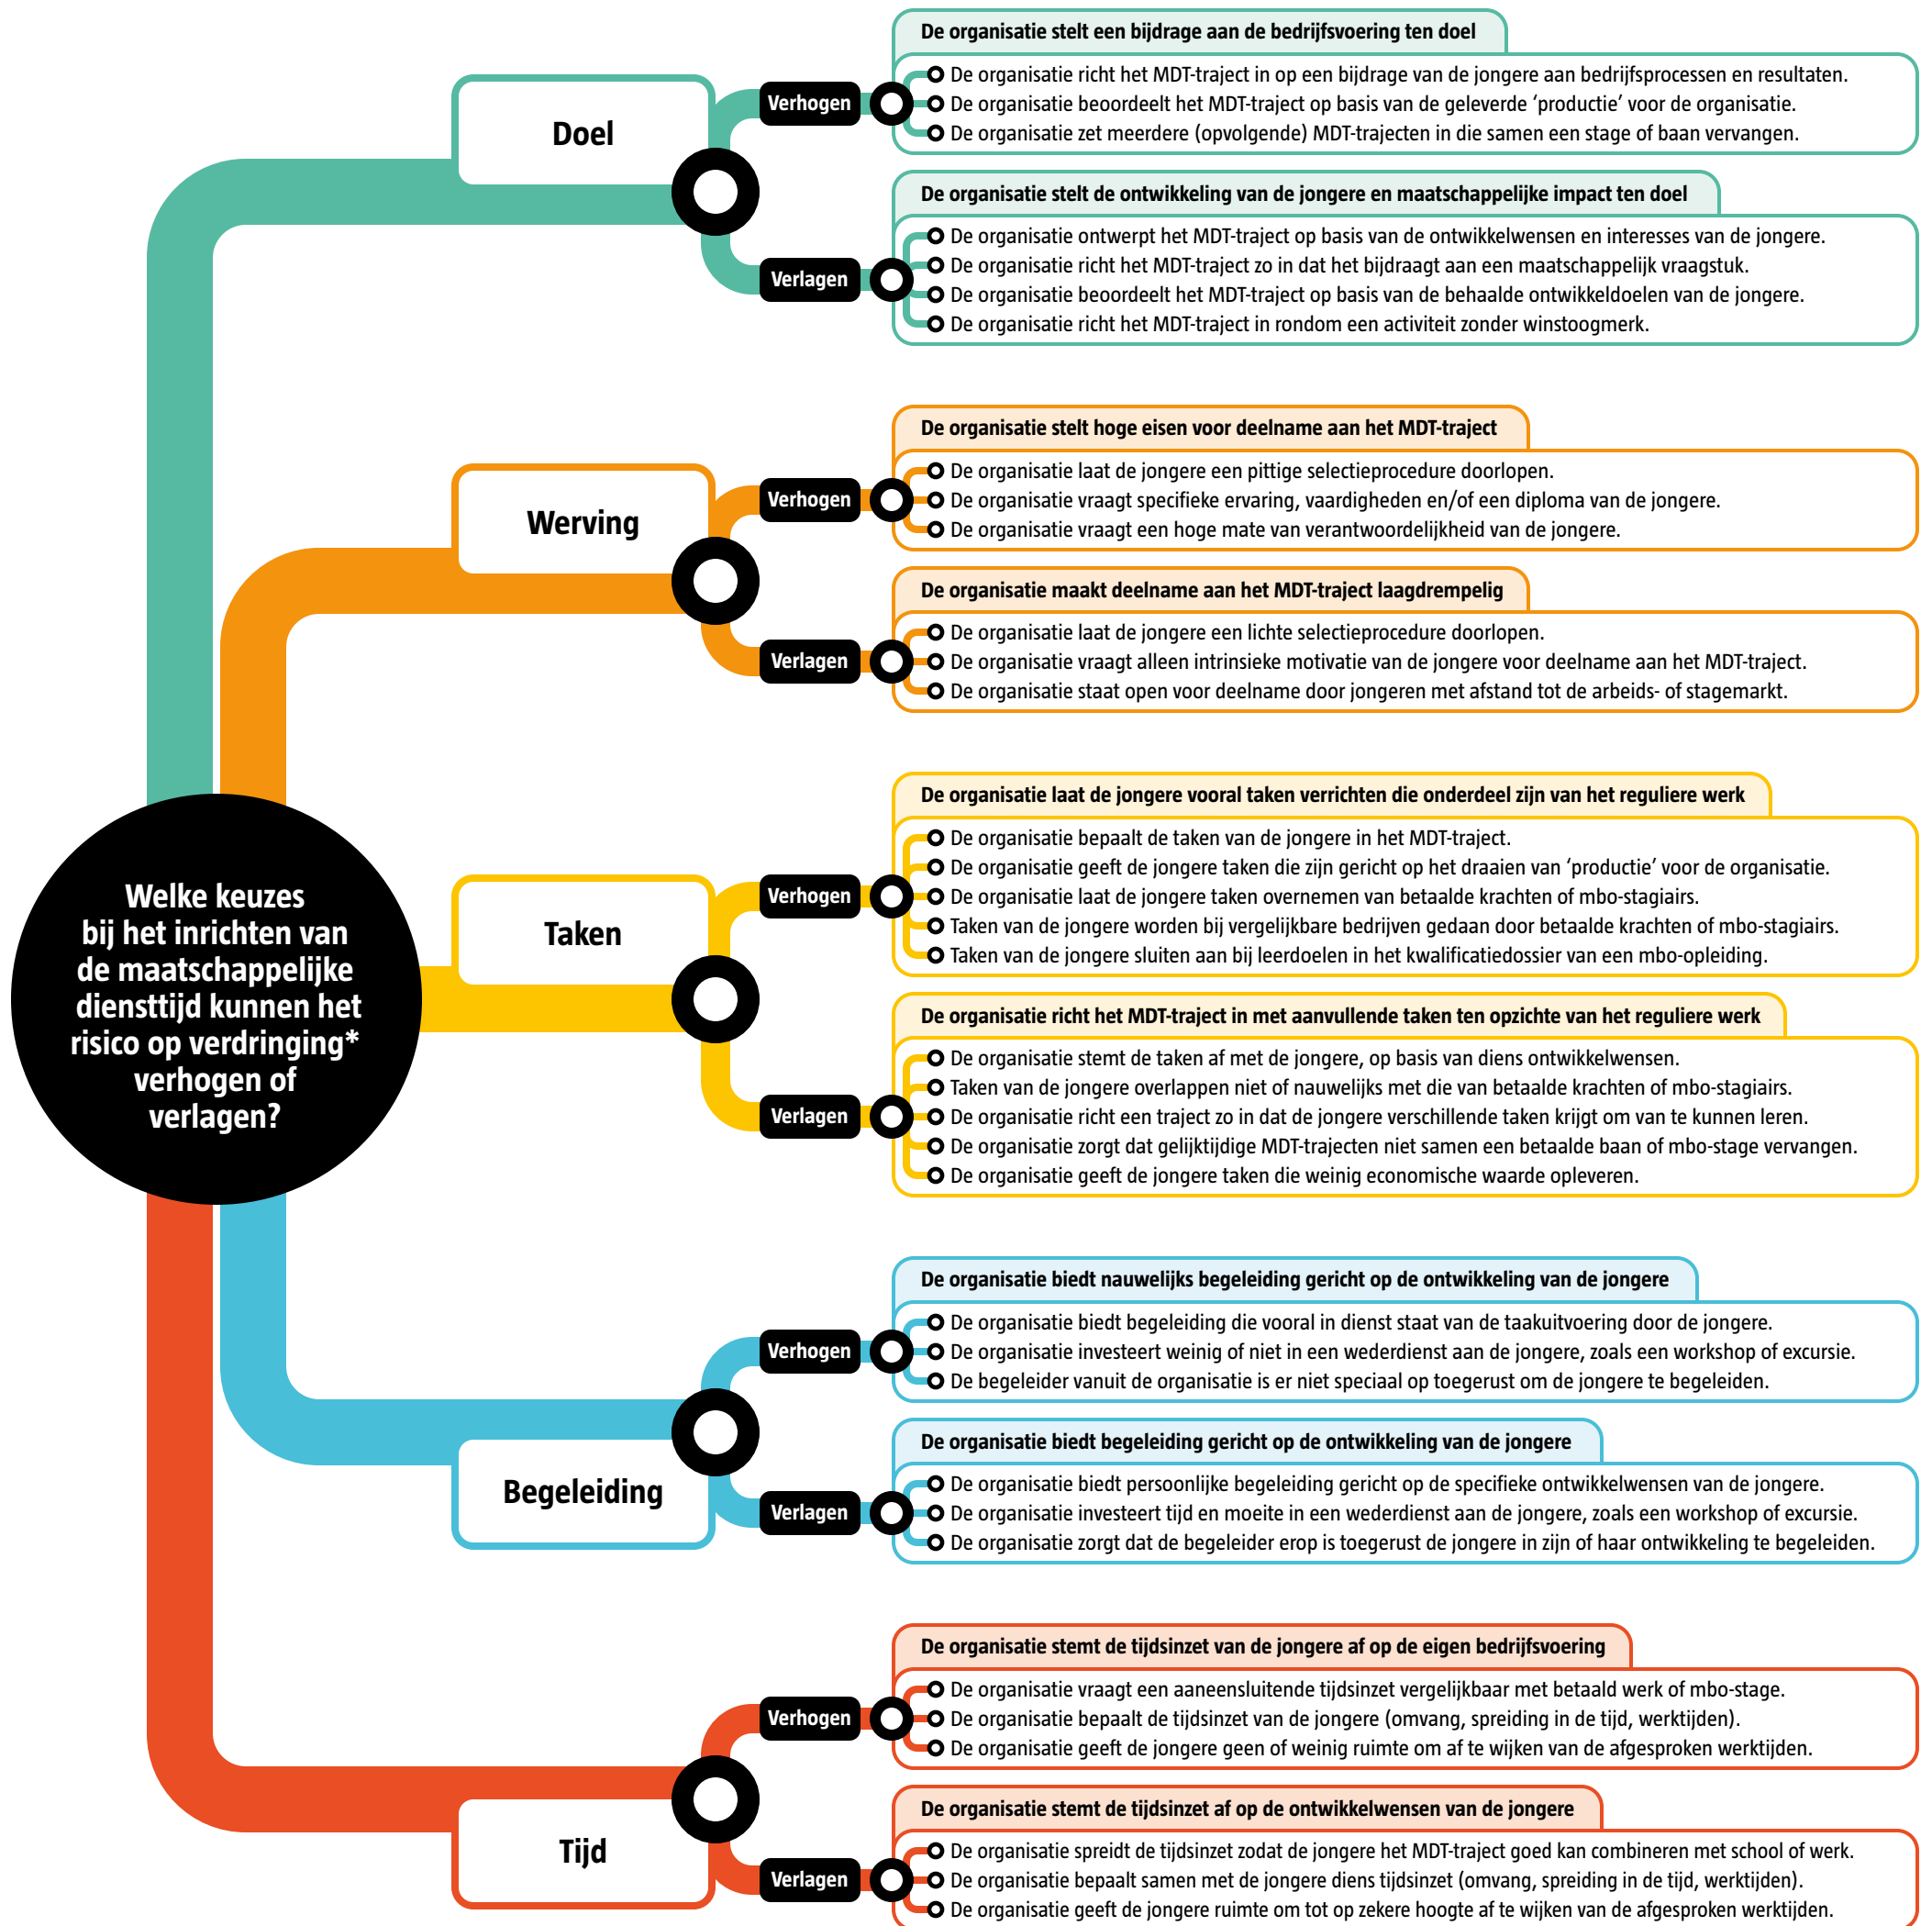 Welke keuzes
bij het inrichten van
de maatschappelijke
diensttijd kunnen het
risico op verdringing*
verhogen of
verlagen?
Doel
Verhogen
De organisatie stelt een bijdrage aan de bedrijfsvoering ten doel
De organisatie richt het MDT-traject in op een bijdrage van de jongere aan bedrijfsprocessen en resultaten.
De organisatie beoordeelt het MDT-traject op basis van de geleverde ‘productie’ voor de organisatie.
De organisatie zet meerdere (opvolgende) MDT-trajecten in die samen een stage of baan vervangen.
Verlagen
De organisatie stelt de ontwikkeling van de jongere en maatschappelijke impact ten doel
De organisatie ontwerpt het MDT-traject op basis van de ontwikkelwensen en interesses van de jongere.
De organisatie richt het MDT-traject zo in dat het bijdraagt aan een maatschappelijk vraagstuk.
De organisatie beoordeelt het MDT-traject op basis van de behaalde ontwikkeldoelen van de jongere.
De organisatie richt het MDT-traject in rondom een activiteit zonder winstoogmerk.
Werving
Verhogen
De organisatie stelt hoge eisen voor deelname aan het MDT-traject
De organisatie laat de jongere een pittige selectieprocedure doorlopen.
De organisatie vraagt specifieke ervaring, vaardigheden en/of een diploma van de jongere.
De organisatie vraagt een hoge mate van verantwoordelijkheid van de jongere.
Verlagen
De organisatie maakt deelname aan het MDT-traject laagdrempelig
De organisatie laat de jongere een lichte selectieprocedure doorlopen.
De organisatie vraagt alleen intrinsieke motivatie van de jongere voor deelname aan het MDT-traject.
De organisatie staat open voor deelname door jongeren met afstand tot de arbeids- of stagemarkt.
Taken
Verhogen
De organisatie laat de jongere vooral taken verrichten die onderdeel zijn van het reguliere werk
De organisatie bepaalt de taken van de jongere in het MDT-traject.
De organisatie geeft de jongere taken die zijn gericht op het draaien van ‘productie’ voor de organisatie.
De organisatie laat de jongere taken overnemen van betaalde krachten of mbo-stagiairs.
Taken van de jongere worden bij vergelijkbare bedrijven gedaan door betaalde krachten of mbo-stagiairs.
Taken van de jongere sluiten aan bij leerdoelen in het kwalificatiedossier van een mbo-opleiding.
Verlagen
De organisatie richt het MDT-traject in met aanvullende taken ten opzichte van het reguliere werk
De organisatie stemt de taken af met de jongere, op basis van diens ontwikkelwensen.
Taken van de jongere overlappen niet of nauwelijks met die van betaalde krachten of mbo-stagiairs.
De organisatie richt een traject zo in dat de jongere verschillende taken krijgt om van te kunnen leren.
De organisatie zorgt dat gelijktijdige MDT-trajecten niet samen een betaalde baan of mbo-stage vervangen.
De organisatie geeft de jongere taken die weinig economische waarde opleveren.
Begeleiding
Verhogen
De organisatie biedt nauwelijks begeleiding gericht op de ontwikkeling van de jongere
De organisatie biedt begeleiding die vooral in dienst staat van de taakuitvoering door de jongere.
De organisatie investeert weinig of niet in een wederdienst aan de jongere, zoals een workshop of excursie.
De begeleider vanuit de organisatie is er niet speciaal op toegerust om de jongere te begeleiden.
Verlagen
De organisatie biedt begeleiding gericht op de ontwikkeling van de jongere
De organisatie biedt persoonlijke begeleiding gericht op de specifieke ontwikkelwensen van de jongere.
De organisatie investeert tijd en moeite in een wederdienst aan de jongere, zoals een workshop of excursie.
De organisatie zorgt dat de begeleider erop is toegerust de jongere in zijn of haar ontwikkeling te begeleiden.
Tijd
Verhogen
De organisatie stemt de tijdsinzet van de jongere af op de eigen bedrijfsvoering
De organisatie vraagt een aaneensluitende tijdsinzet vergelijkbaar met betaald werk of mbo-stage.
De organisatie bepaalt de tijdsinzet van de jongere (omvang, spreiding in de tijd, werktijden).
De organisatie geeft de jongere geen of weinig ruimte om af te wijken van de afgesproken werktijden.
Verlagen
De organisatie stemt de tijdsinzet af op de ontwikkelwensen van de jongere
De organisatie spreidt de tijdsinzet zodat de jongere het MDT-traject goed kan combineren met school of werk.
De organisatie bepaalt samen met de jongere diens tijdsinzet (omvang, spreiding in de tijd, werktijden).
De organisatie geeft de jongere ruimte om tot op zekere hoogte af te wijken van de afgesproken werktijden.